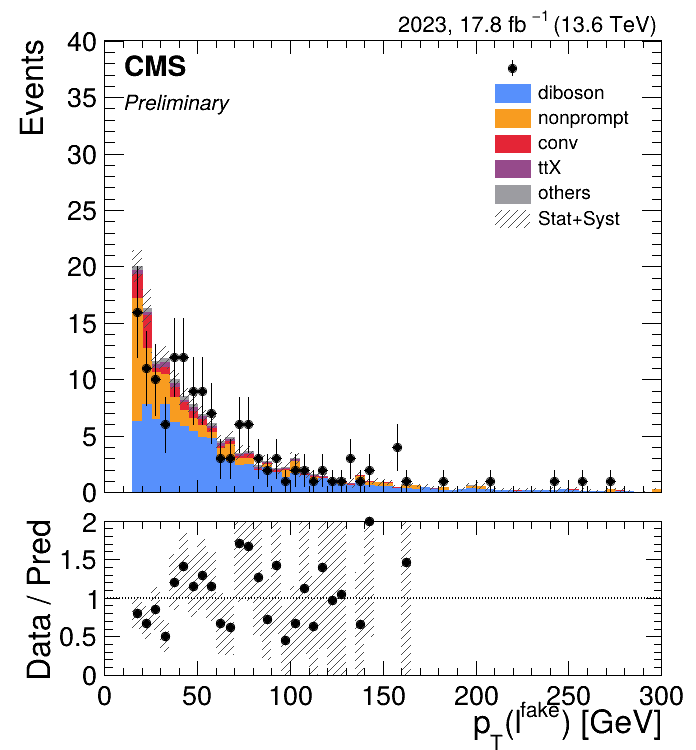 2023, 17.8 fb⁻¹ (13.6 TeV)
CMS
Preliminary
diboson
nonprompt
conv
ttX
others
Stat+Syst
Events
40
35
30
25
20
15
10
5
0
Data / Pred
2
1.5
1
0.5
0
0 50 100 150 200 250 300
p_T(l^fake) [GeV]